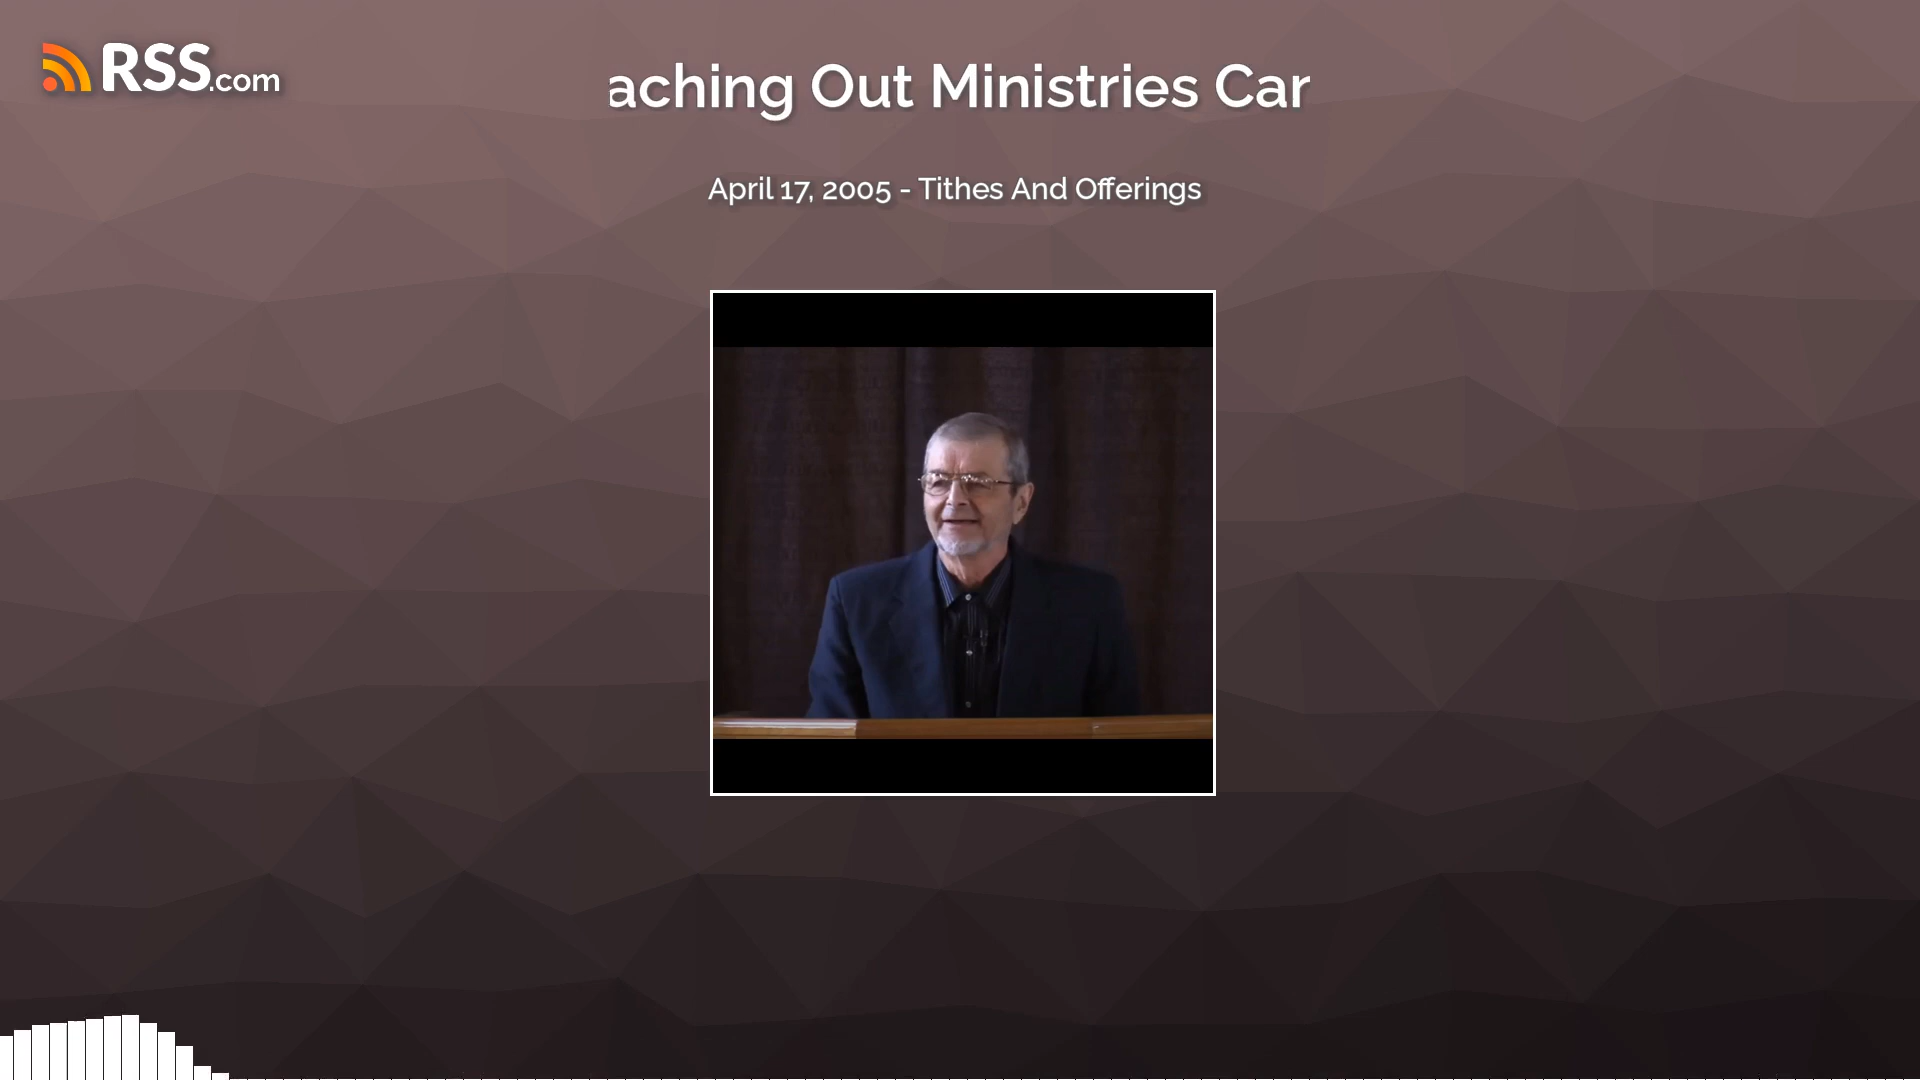 RSS.com
aching Out Ministries Car
April 17, 2005 - Tithes And Offerings